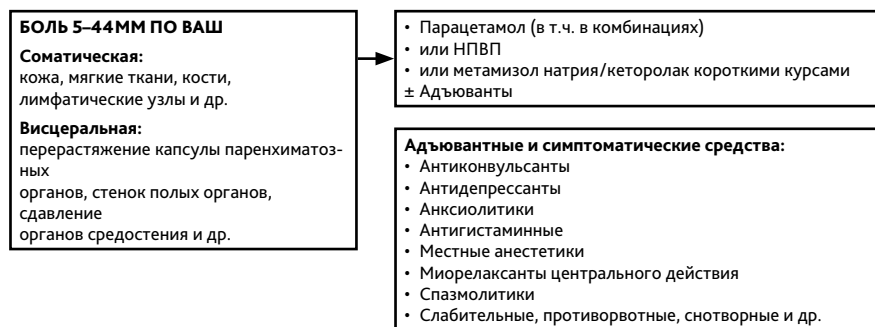 БОЛЬ 5–44ММ ПО ВАШ
Соматическая:
кожа, мягкие ткани, кости,
лимфатические узлы и др.
Висцеральная:
перерастяжение капсулы паренхиматоз-
ных
органов, стенок полых органов,
сдавление
органов средостения и др.
• Парацетамол (в т.ч. в комбинациях)
• или НПВП
• или метамизол натрия/кеторолак короткими курсами
± Адъюванты
Адъювантные и симптоматические средства:
• Антиконвульсанты
• Антидепрессанты
• Анксиолитики
• Антигистаминные
• Местные анестетики
• Миорелаксанты центрального действия
• Спазмолитики
• Слабительные, противорвотные, снотворные и др.